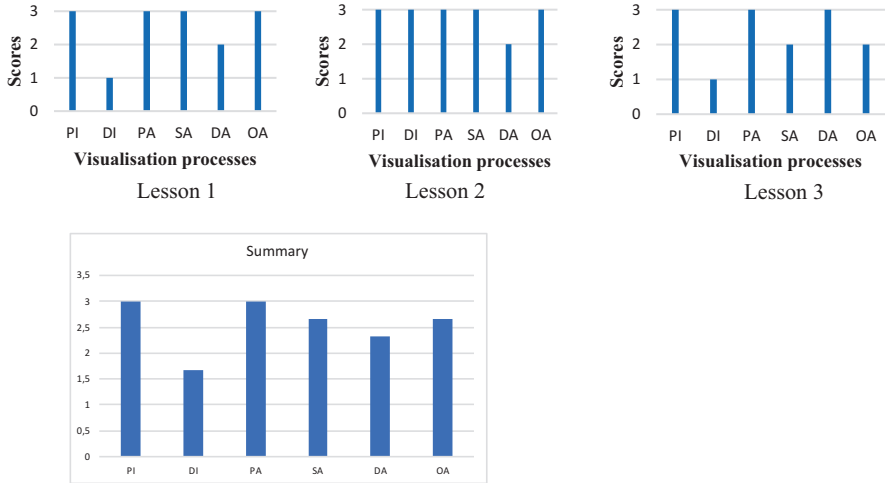 3
2
1
0
Scores
PI DI PA SA DA OA
Visualisation processes
Lesson 1
3
2
1
0
Scores
PI DI PA SA DA OA
Visualisation processes
Lesson 2
3
2
1
0
Scores
PI DI PA SA DA OA
Visualisation processes
Lesson 3
Summary
3,5
3
2,5
2
1,5
1
0,5
0
PI DI PA SA DA OA